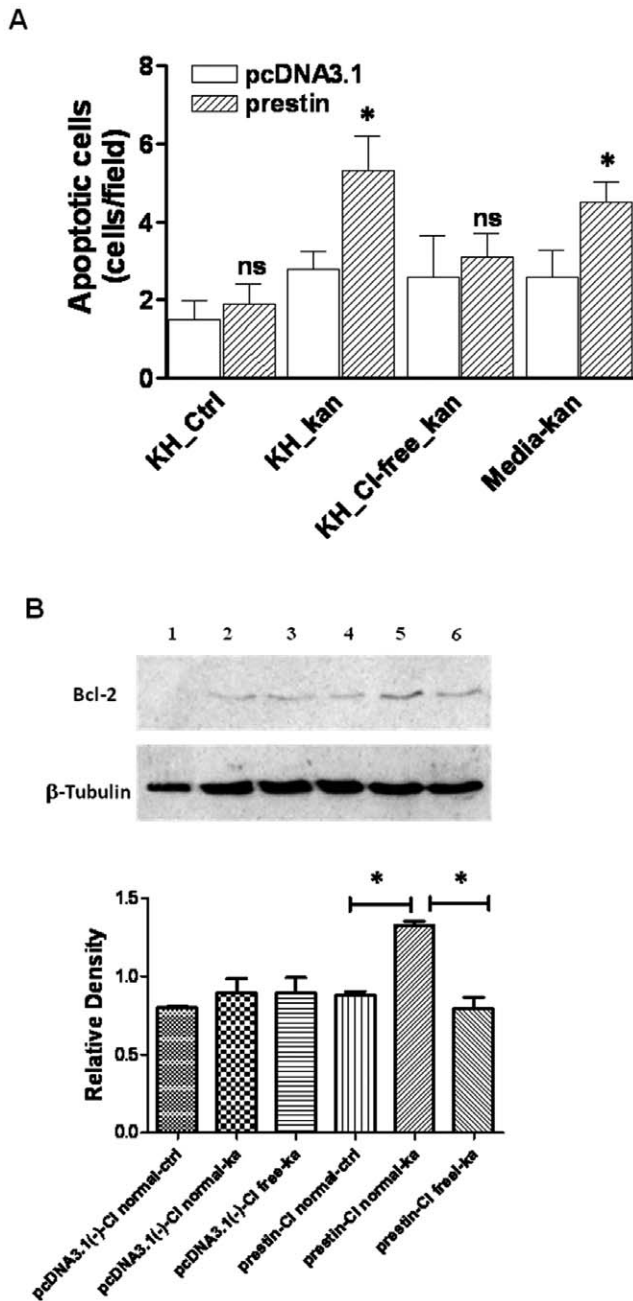 A
Apoptotic cells
(cells/field)
8
6
4
2
0
pcDNA3.1
prestin
ns
*
ns
*
KH_Ctrl
KH_kan
KH_Cl-free_kan
Media-kan
B
1 2 3 4 5 6
Bcl-2
β-Tubulin
Relative Density
1.5
1.0
0.5
0.0
* *
pcDNA3.1(-)-Cl normal-ctrl
pcDNA3.1(-)-Cl normal-ka
pcDNA3.1(-)-Cl free-ka
prestin-Cl normal-ctrl
prestin-Cl normal-ka
prestin-Cl freel-ka